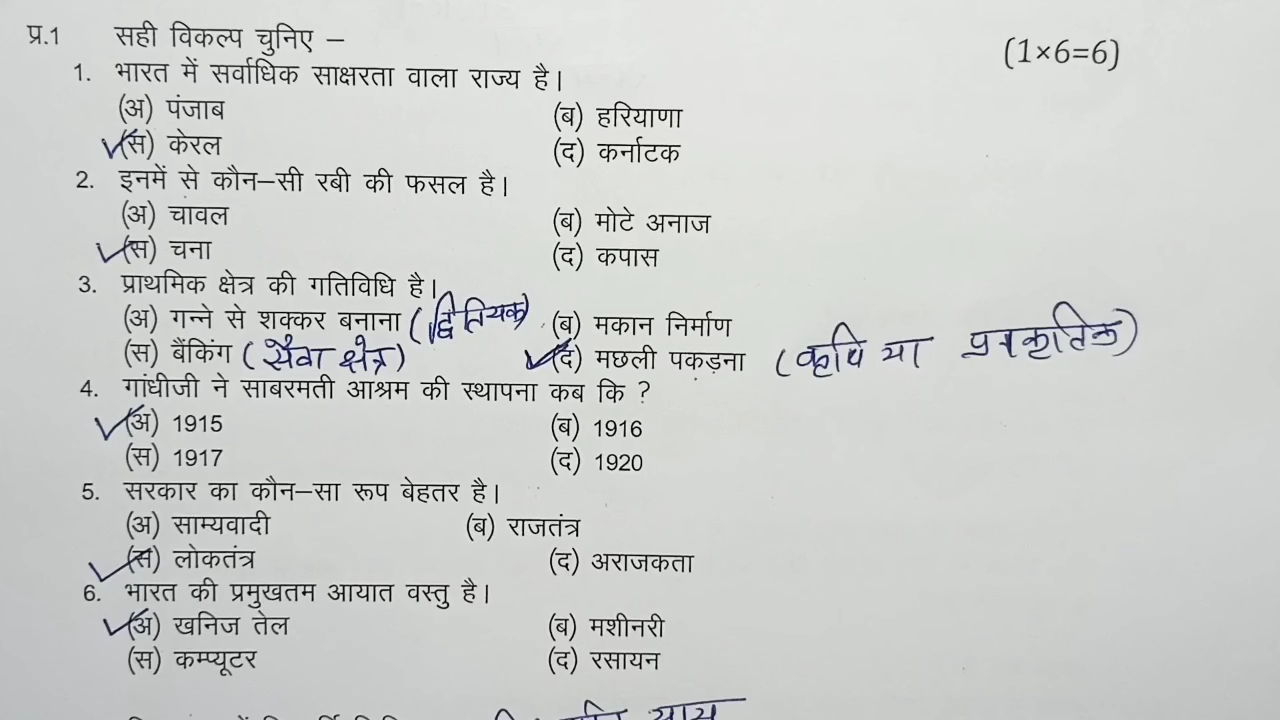 प्र.1 सही विकल्प चुनिए – (1×6=6)
1. भारत में सर्वाधिक साक्षरता वाला राज्य है।
(अ) पंजाब (ब) हरियाणा
(स) केरल (द) कर्नाटक
2. इनमें से कौन–सी रबी की फसल है।
(अ) चावल (ब) मोटे अनाज
(स) चना (द) कपास
3. प्राथमिक क्षेत्र की गतिविधि है।
(अ) गन्ने से शक्कर बनाना (द्वितियक) (ब) मकान निर्माण
(स) बैंकिंग (सेवा क्षेत्र) (द) मछली पकड़ना (कृषि या प्रकृतिक)
4. गांधीजी ने साबरमती आश्रम की स्थापना कब कि ?
(अ) 1915 (ब) 1916
(स) 1917 (द) 1920
5. सरकार का कौन–सा रूप बेहतर है।
(अ) साम्यवादी (ब) राजतंत्र
(स) लोकतंत्र (द) अराजकता
6. भारत की प्रमुखतम आयात वस्तु है।
(अ) खनिज तेल (ब) मशीनरी
(स) कम्प्यूटर (द) रसायन